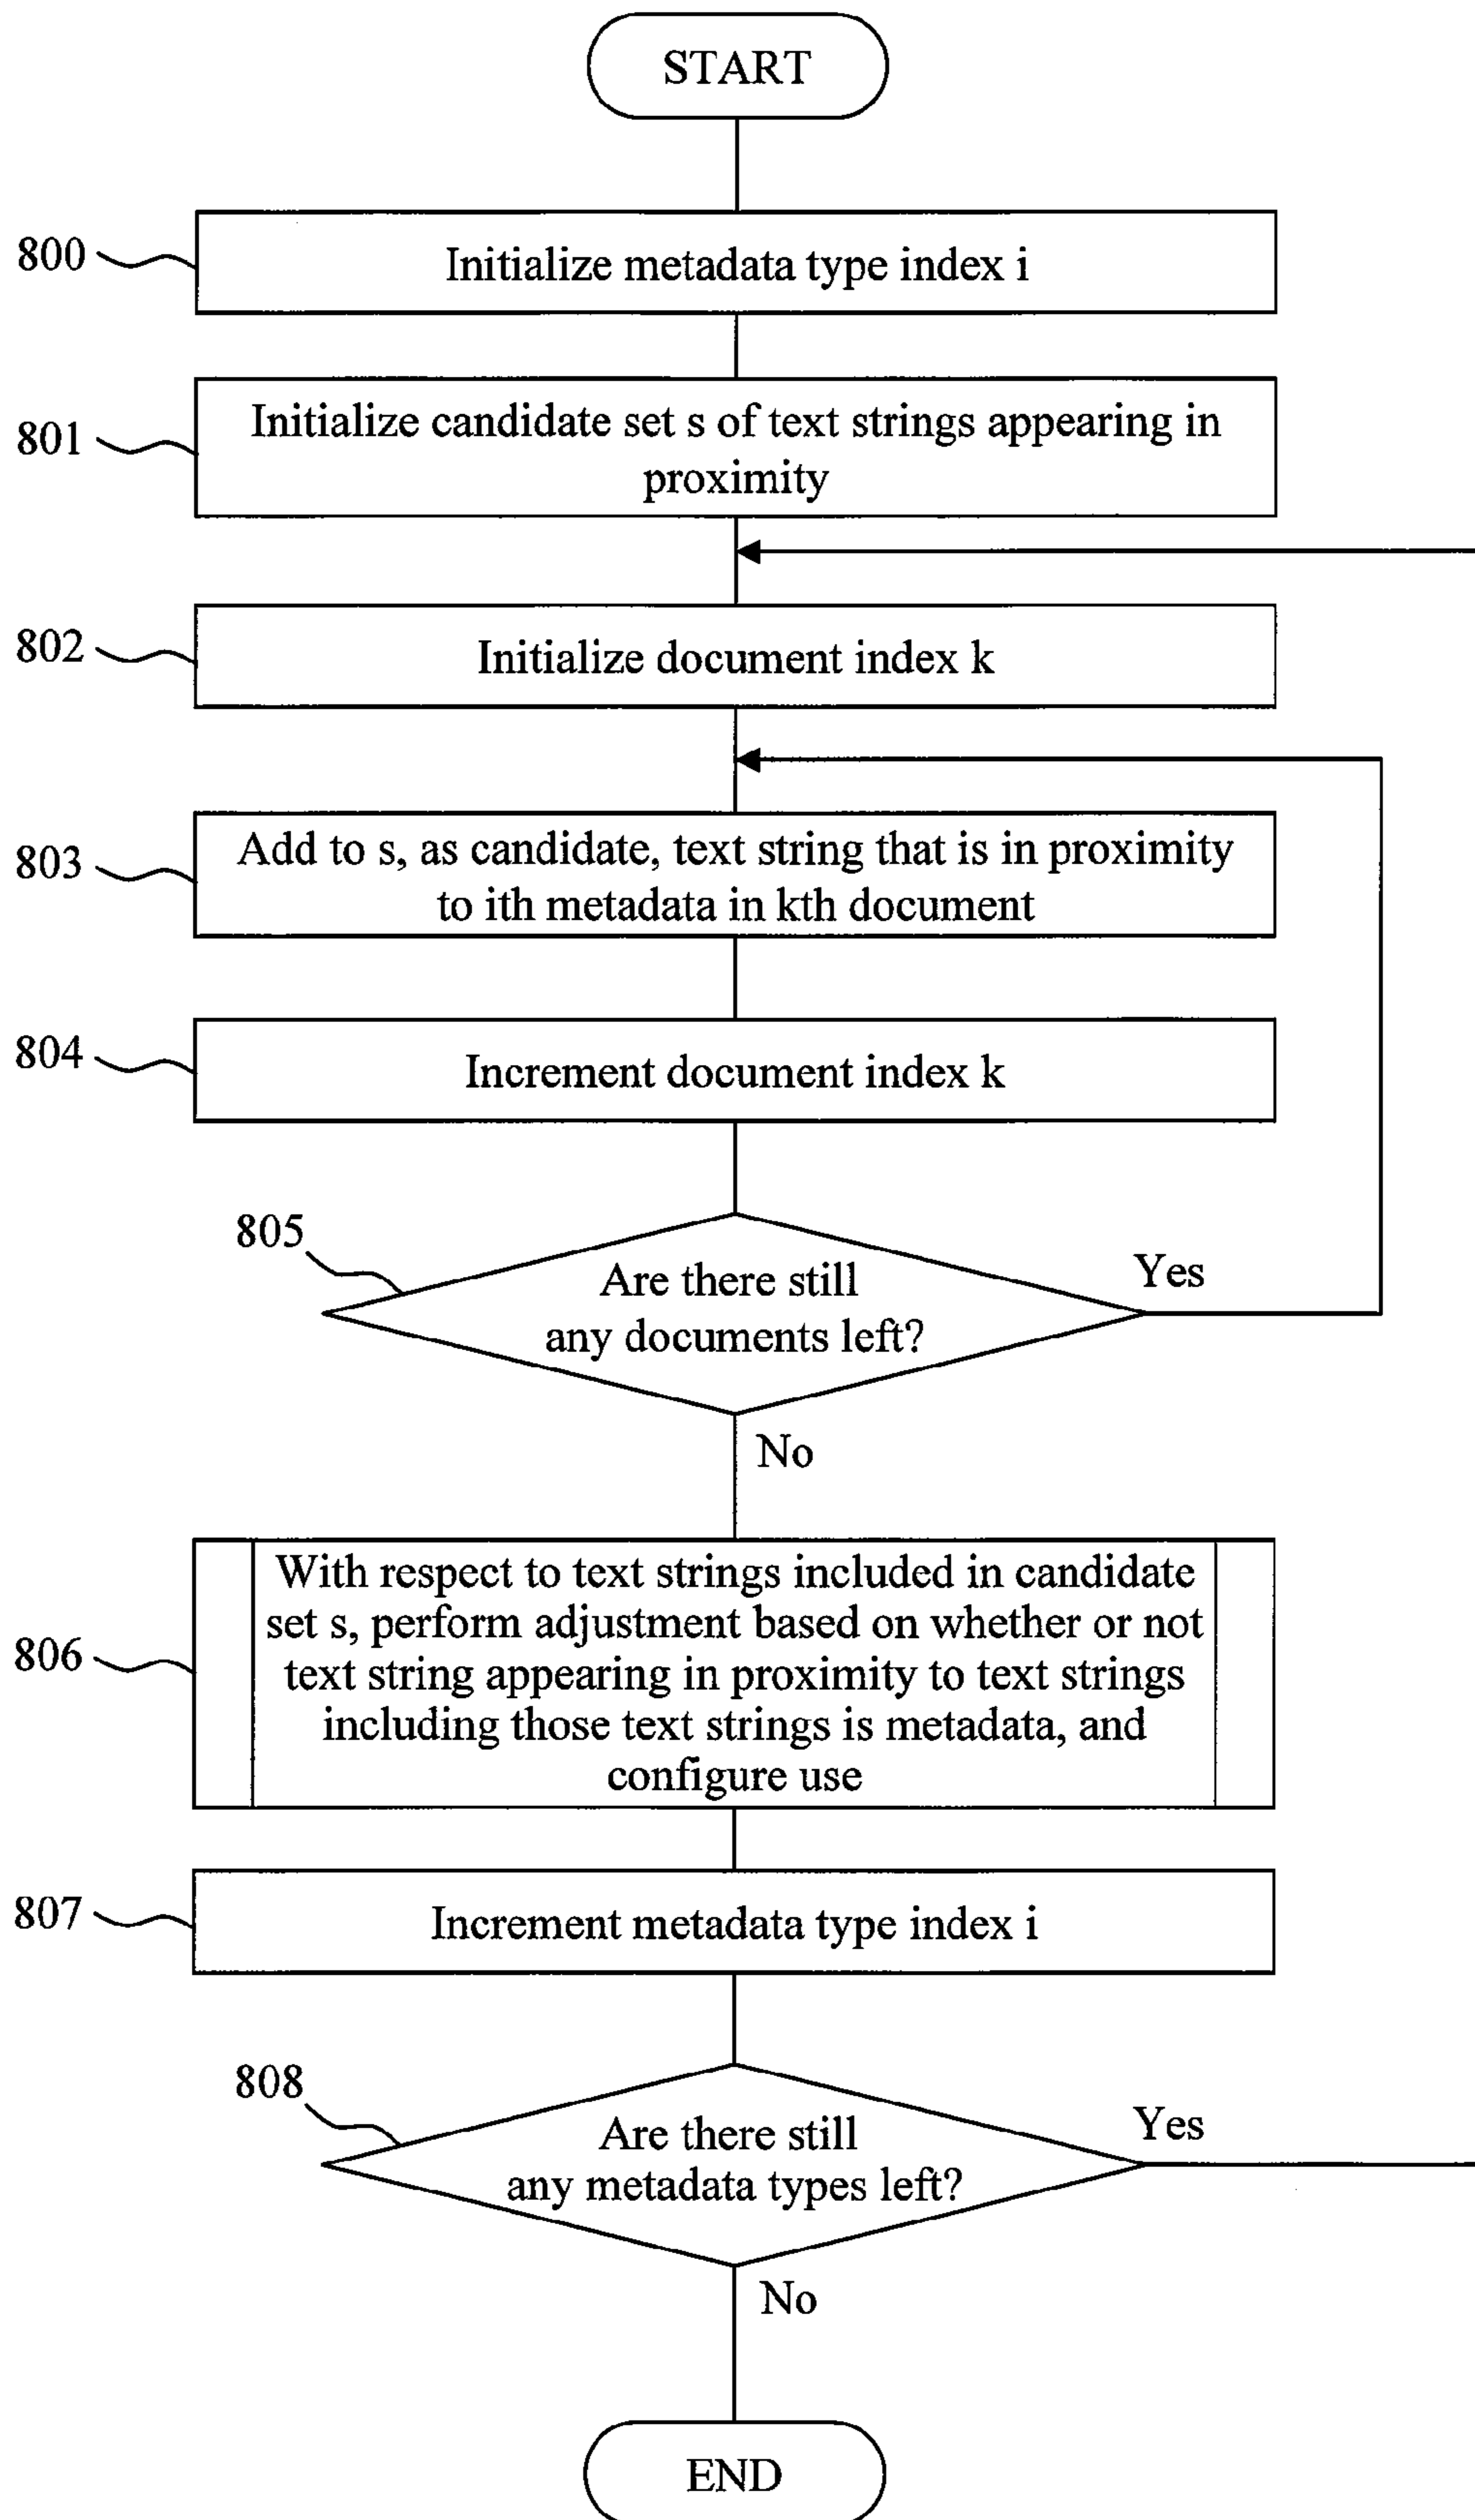 START
800
Initialize metadata type index i
801
Initialize candidate set s of text strings appearing in
proximity
802
Initialize document index k
803
Add to s, as candidate, text string that is in proximity
to ith metadata in kth document
804
Increment document index k
805
Are there still
any documents left?
Yes
No
806
With respect to text strings included in candidate
set s, perform adjustment based on whether or not
text string appearing in proximity to text strings
including those text strings is metadata, and
configure use
807
Increment metadata type index i
808
Are there still
any metadata types left?
Yes
No
END